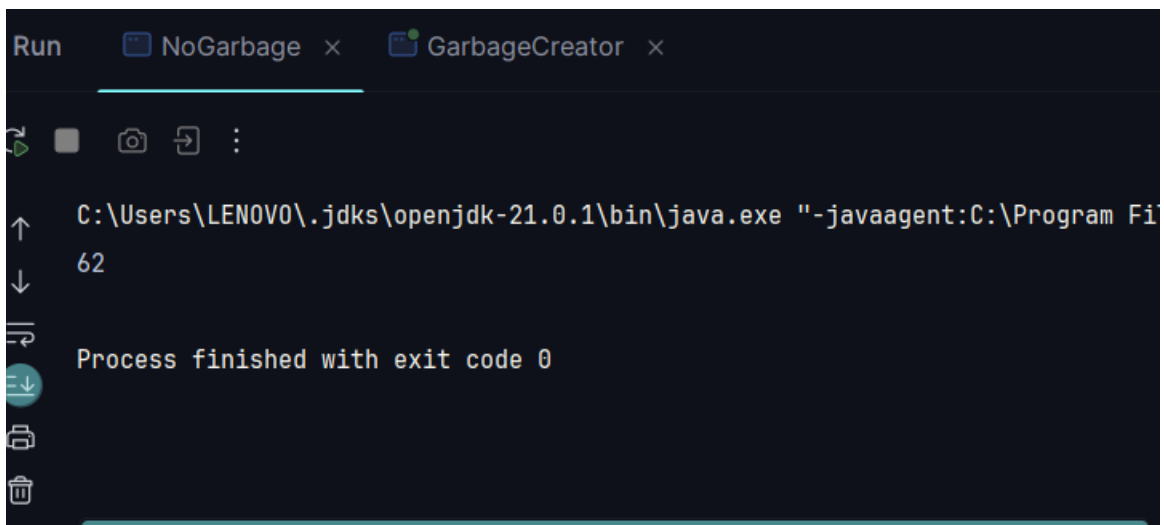 Run NoGarbage GarbageCreator
C:\Users\LENOVO\.jdks\openjdk-21.0.1\bin\java.exe "-javaagent:C:\Program Fi
62
Process finished with exit code 0